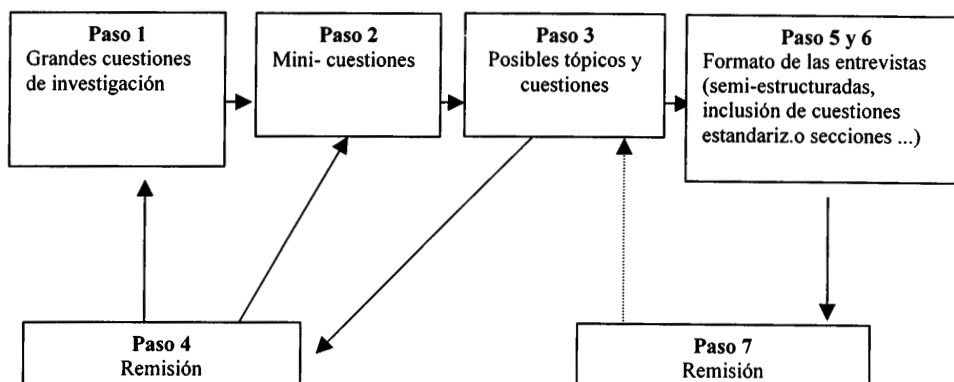 Paso 1
Grandes cuestiones
de investigación
Paso 2
Mini- cuestiones
Paso 3
Posibles tópicos y
cuestiones
Paso 5 y 6
Formato de las entrevistas
(semi-estructuradas,
inclusión de cuestiones
estandariz.o secciones ...)
Paso 4
Remisión
Paso 7
Remisión